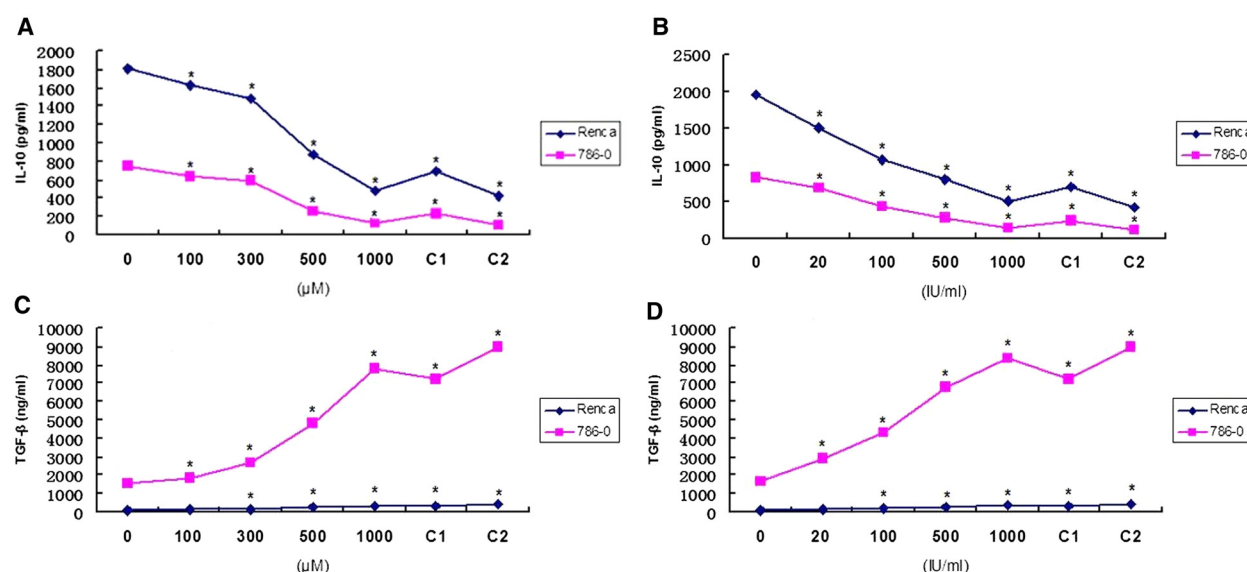 A
IL-10 (pg/ml)
2000
1800
1600
1400
1200
1000
800
600
400
200
0
* * * * * *
* * * * * *
0 100 300 500 1000 C1 C2
(µM)
Renca
786-0
B
IL-10 (pg/ml)
2500
2000
1500
1000
500
0
* * * * * *
* * * * * *
0 20 100 500 1000 C1 C2
(IU/ml)
Renca
786-0
C
TGF-β (ng/ml)
10000
9000
8000
7000
6000
5000
4000
3000
2000
1000
0
* * * * * *
* * * * *
0 100 300 500 1000 C1 C2
(µM)
Renca
786-0
D
TGF-β (ng/ml)
10000
9000
8000
7000
6000
5000
4000
3000
2000
1000
0
* * * * * *
* * * * *
0 20 100 500 1000 C1 C2
(IU/ml)
Renca
786-0